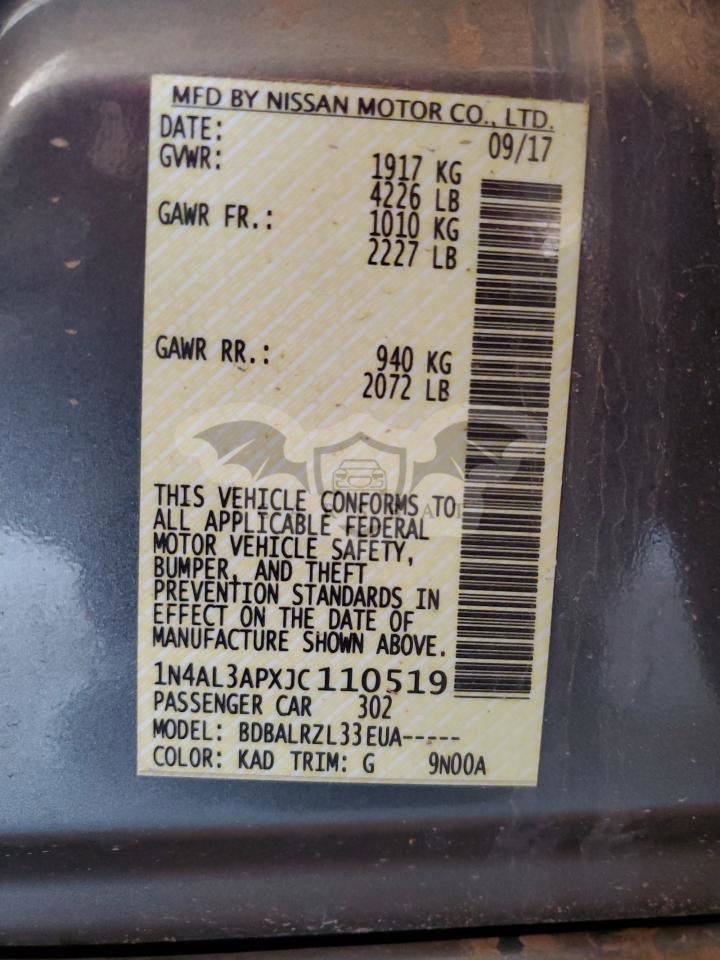 MFD BY NISSAN MOTOR CO., LTD.
DATE: 09/17
GVWR: 1917 KG
4226 LB
GAWR FR.: 1010 KG
2227 LB
GAWR RR.: 940 KG
2072 LB
THIS VEHICLE CONFORMS TO
ALL APPLICABLE FEDERAL
MOTOR VEHICLE SAFETY,
BUMPER, AND THEFT
PREVENTION STANDARDS IN
EFFECT ON THE DATE OF
MANUFACTURE SHOWN ABOVE.
1N4AL3APXJC110519
PASSENGER CAR 302
MODEL: BDBALRZL33EUA-----
COLOR: KAD TRIM: G 9N00A